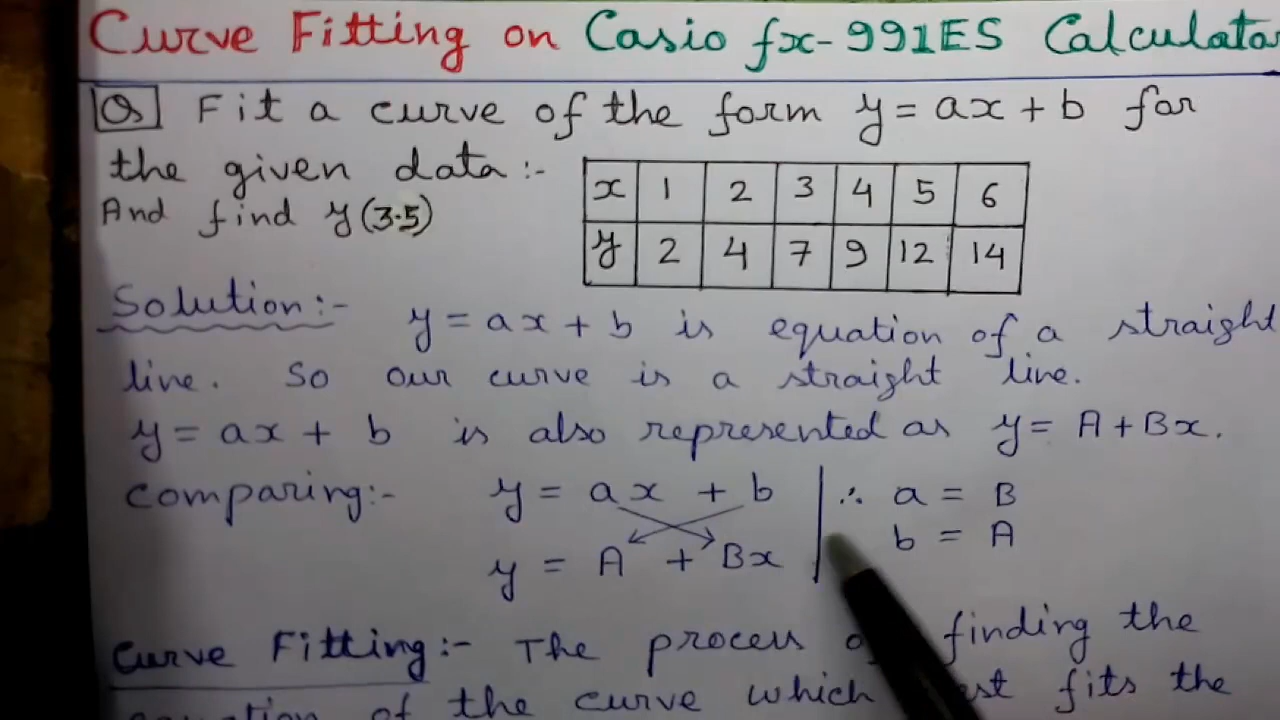 Curve Fitting on Casio fx-991ES Calculato
Q Fit a curve of the form y = ax + b for
the given data :-
And find y(3.5)
x 1 2 3 4 5 6
y 2 4 7 9 12 14
Solution :- y = ax + b is equation of a straight
line. So our curve is a straight line.
y = ax + b is also represented as y = A + Bx.
Comparing :- y = ax + b ∴ a = B
b = A
y = A + Bx
Curve Fitting :- The process finding the
of the curve which fits the